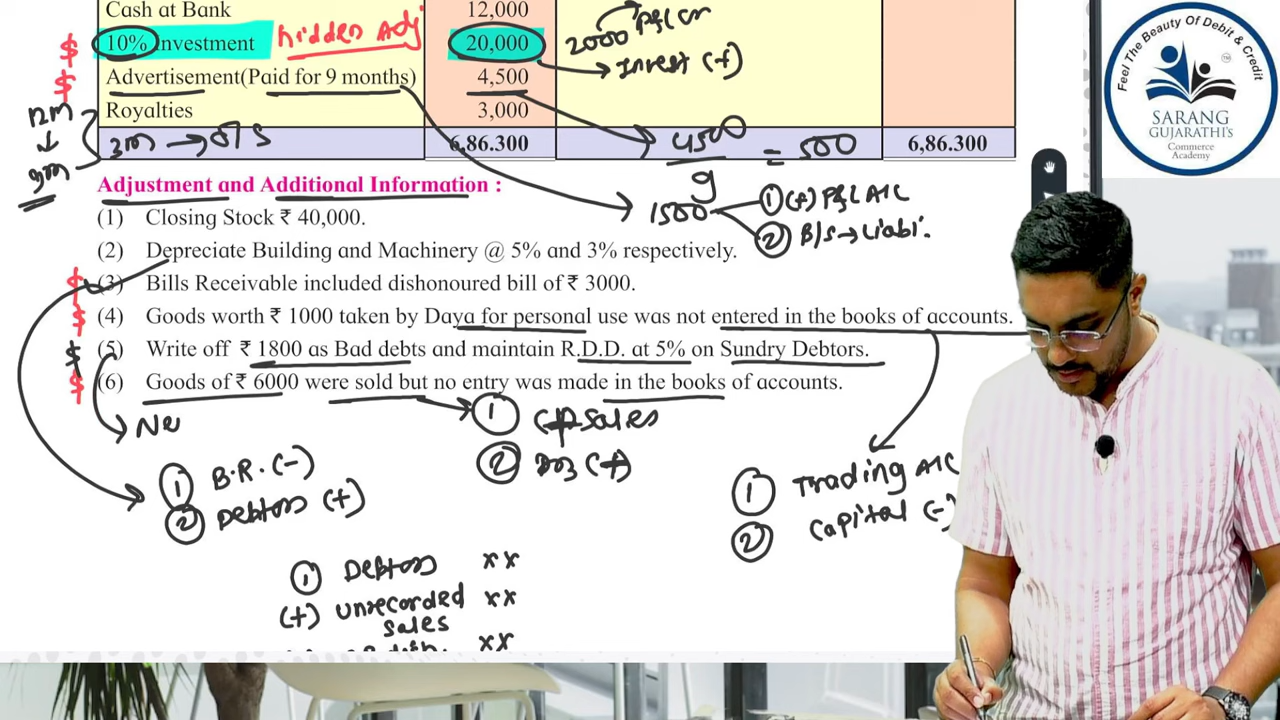 Cash at Bank 12,000
10% Investment hidden Adj 20,000 2000 P&L Cr
Invest (+)
Advertisement(Paid for 9 months) 4,500
12m Royalties 3,000
↓ 3m → O/S 6,86.300 4500 6,86.300
9m 9 = 500
Adjustment and Additional Information :
1500 ① (+) P&L A/C
② B/S → Liabi.
(1) Closing Stock ₹ 40,000.
(2) Depreciate Building and Machinery @ 5% and 3% respectively.
$ (3) Bills Receivable included dishonoured bill of ₹ 3000.
$ (4) Goods worth ₹ 1000 taken by Daya for personal use was not entered in the books of accounts.
$ (5) Write off ₹ 1800 as Bad debts and maintain R.D.D. at 5% on Sundry Debtors.
$ (6) Goods of ₹ 6000 were sold but no entry was made in the books of accounts.
New
① (+) Sales
② Drs (+)
① B.R. (-)
② Debtors (+)
① Trading A/C
② Capital (-)
① Debtors xx
(+) Unrecorded xx
Sales
xx
Feel The Beauty Of Debit & Credit
TM
SARANG
GUJARATHI'S
Commerce
Academy